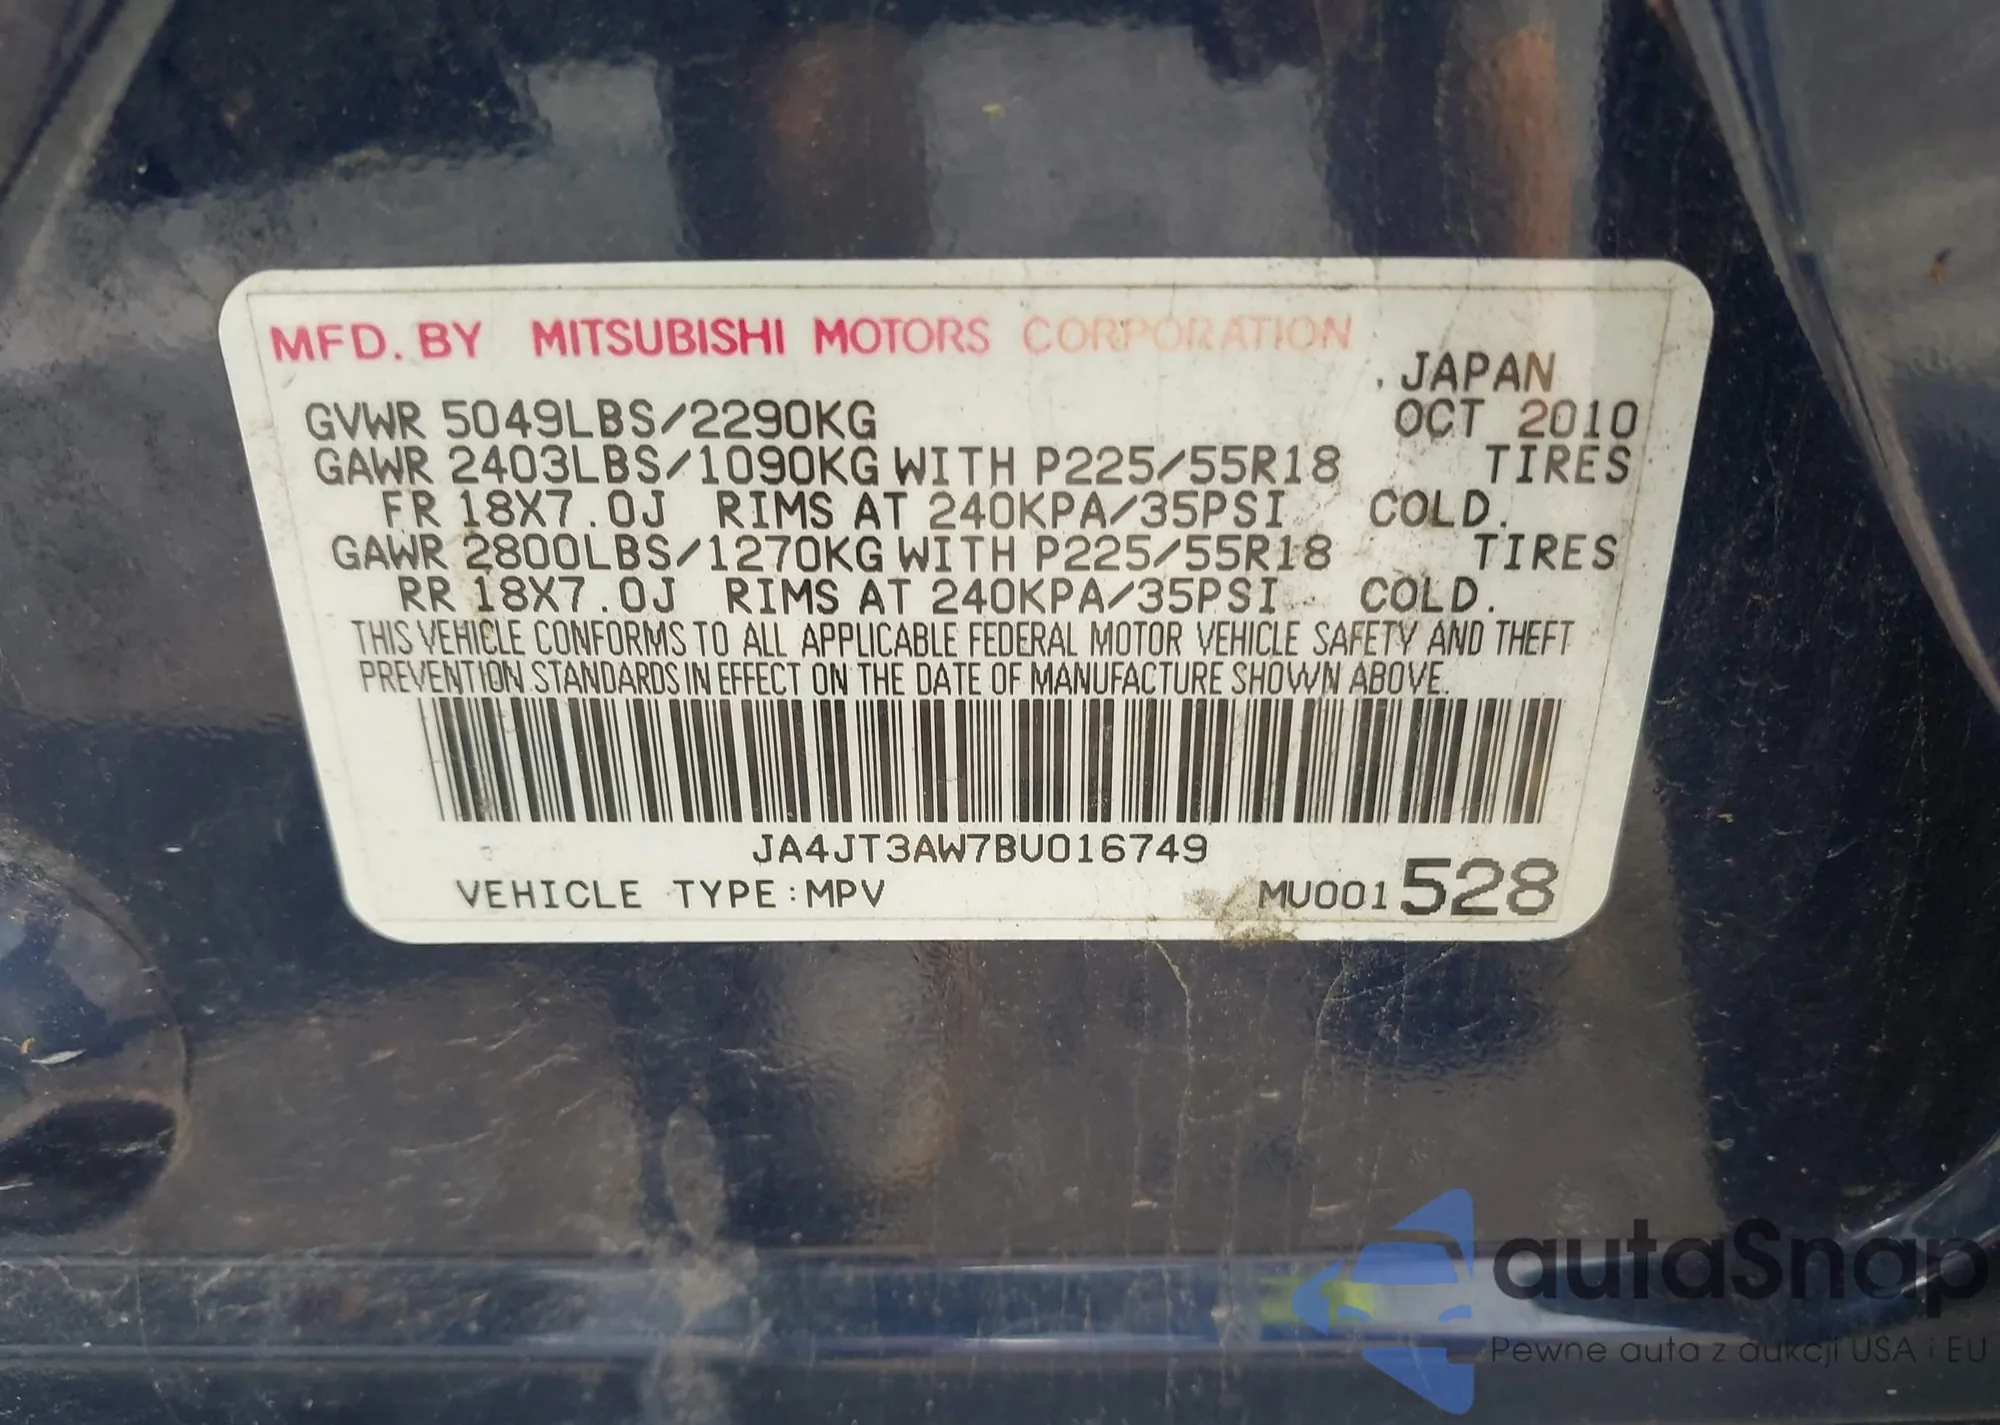 MFD. BY MITSUBISHI MOTORS CORPORATION
, JAPAN
GVWR 5049LBS/2290KG OCT 2010
GAWR 2403LBS/1090KG WITH P225/55R18 TIRES
FR 18X7.0J RIMS AT 240KPA/35PSI COLD.
GAWR 2800LBS/1270KG WITH P225/55R18 TIRES
RR 18X7.0J RIMS AT 240KPA/35PSI COLD.
THIS VEHICLE CONFORMS TO ALL APPLICABLE FEDERAL MOTOR VEHICLE SAFETY AND THEFT
PREVENTION STANDARDS IN EFFECT ON THE DATE OF MANUFACTURE SHOWN ABOVE.
JA4JT3AW7BU016749
VEHICLE TYPE:MPV MU001528
autaSnap
Pewne auta z aukcji USA i EU